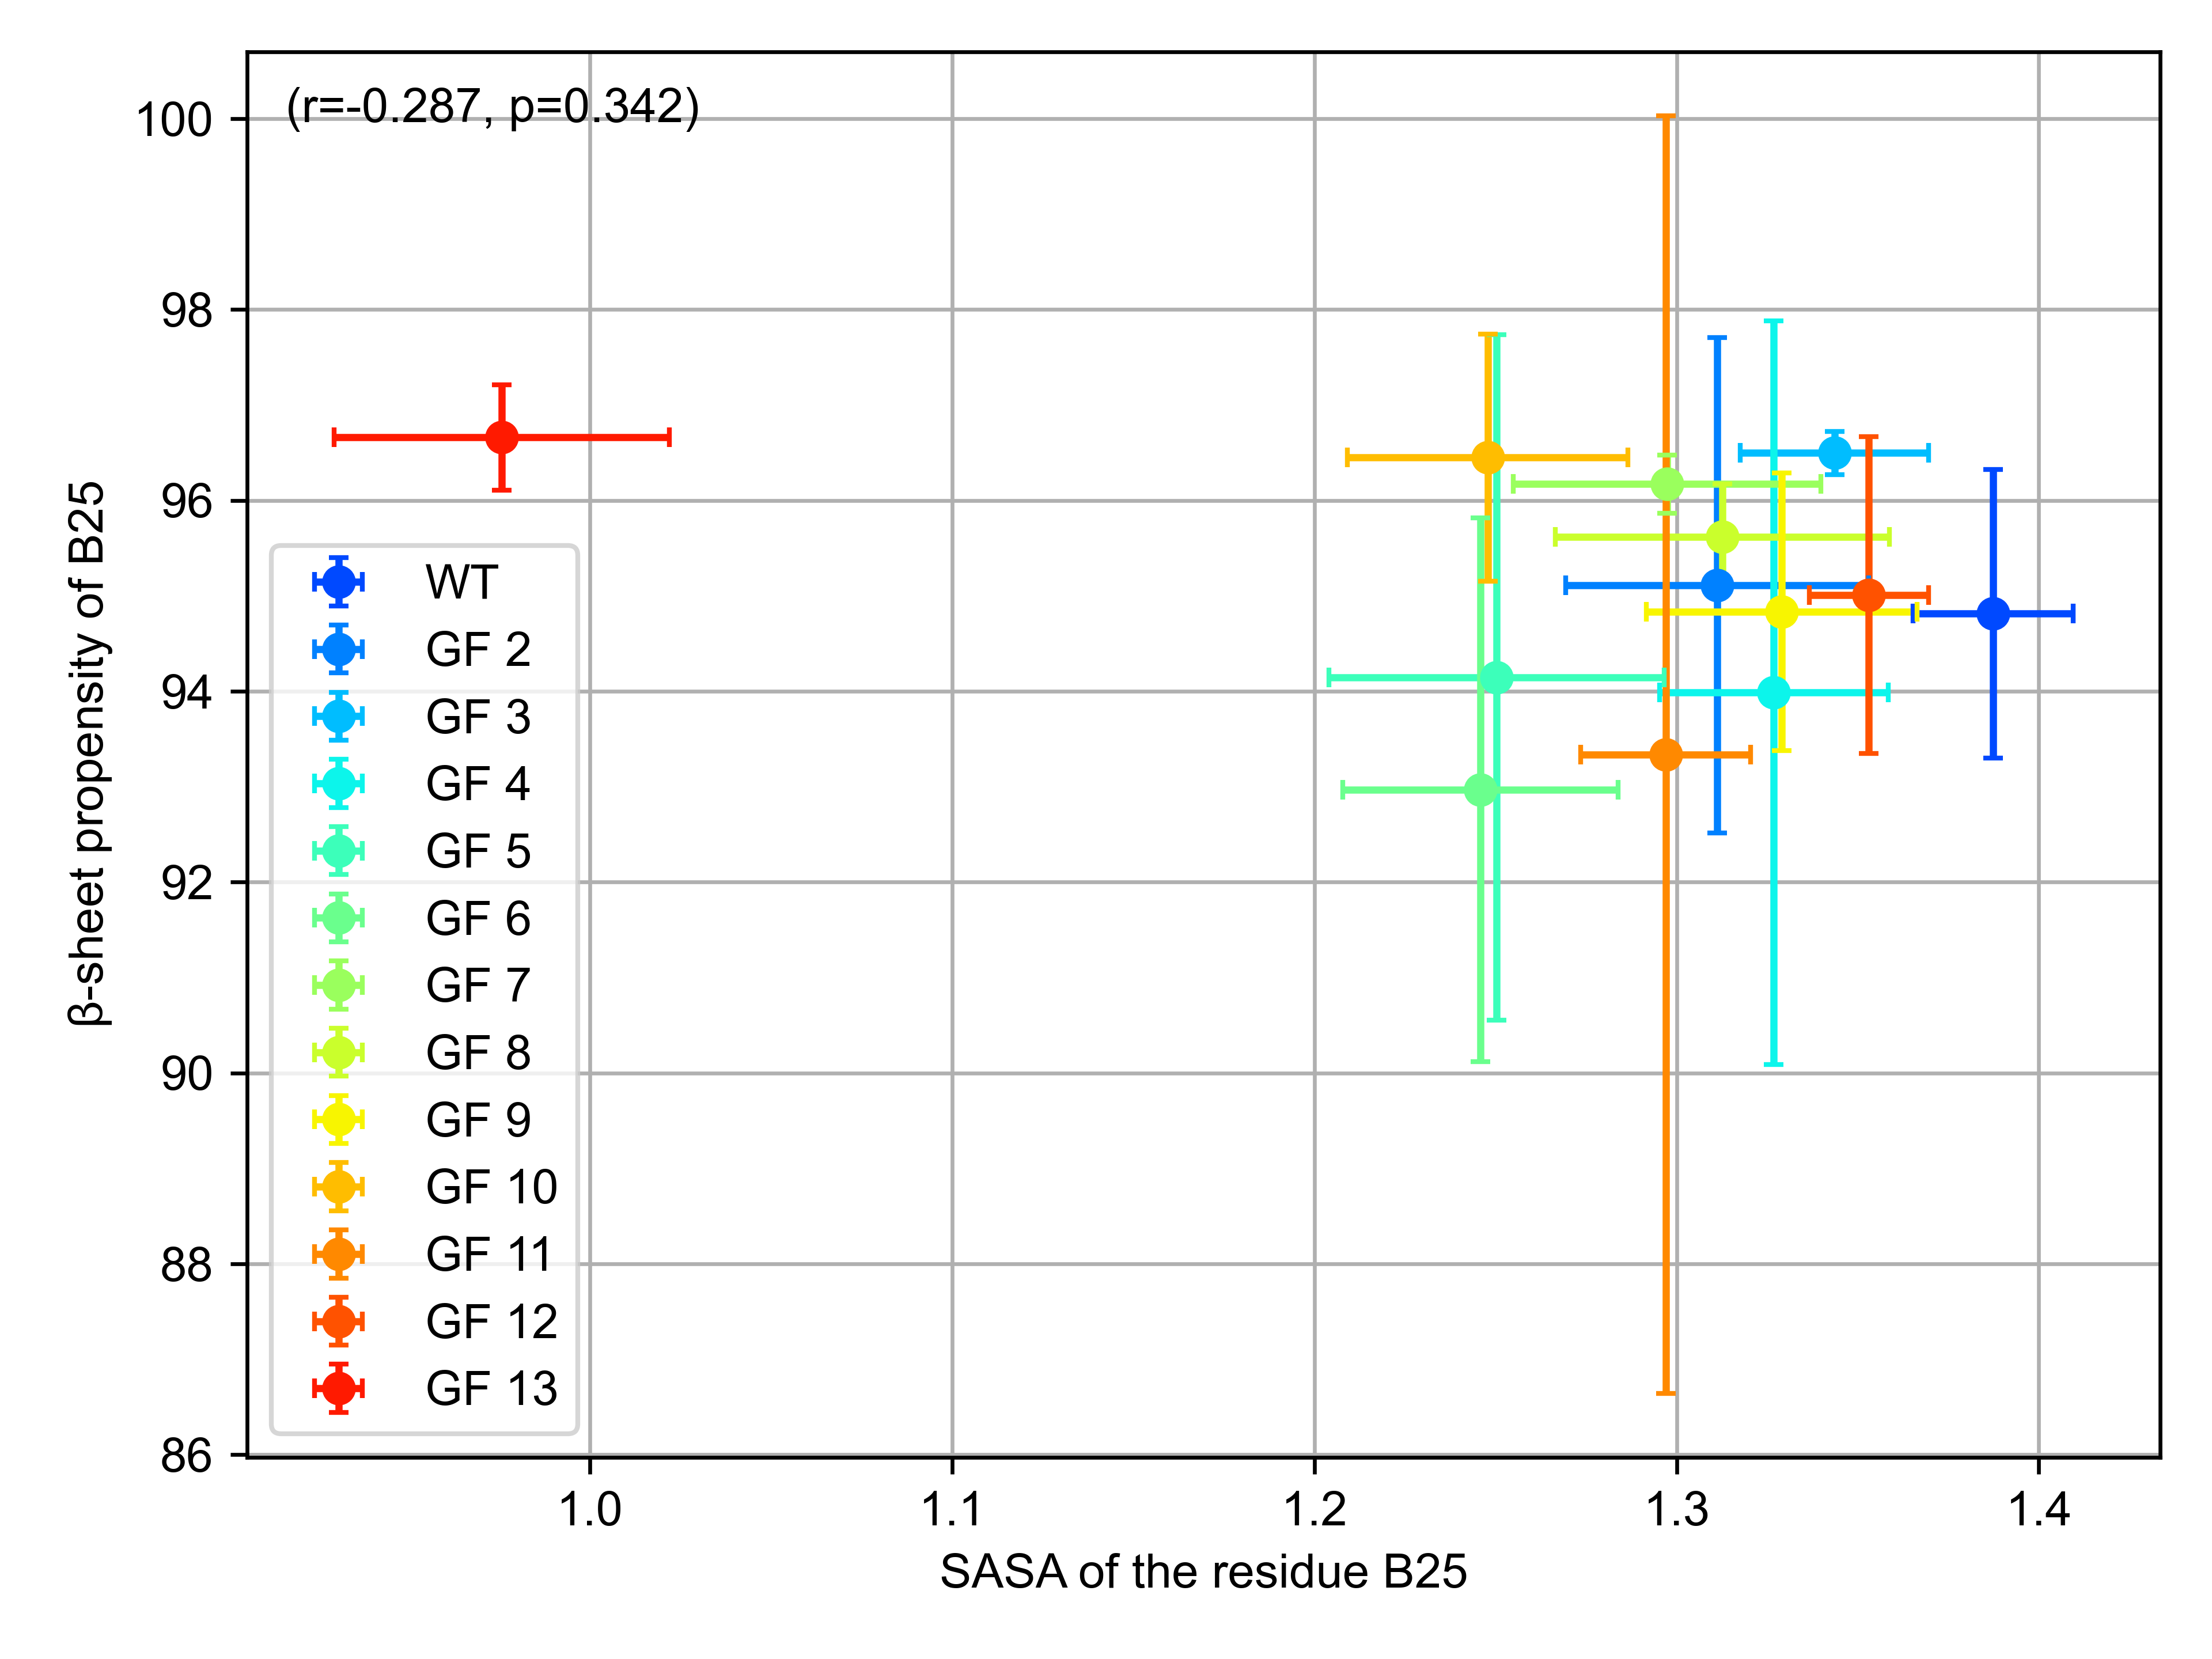 (r=-0.287, p=0.342)
100
98
96
94
92
90
88
86
β-sheet propensity of B25
WT
GF 2
GF 3
GF 4
GF 5
GF 6
GF 7
GF 8
GF 9
GF 10
GF 11
GF 12
GF 13
1.0 1.1 1.2 1.3 1.4
SASA of the residue B25